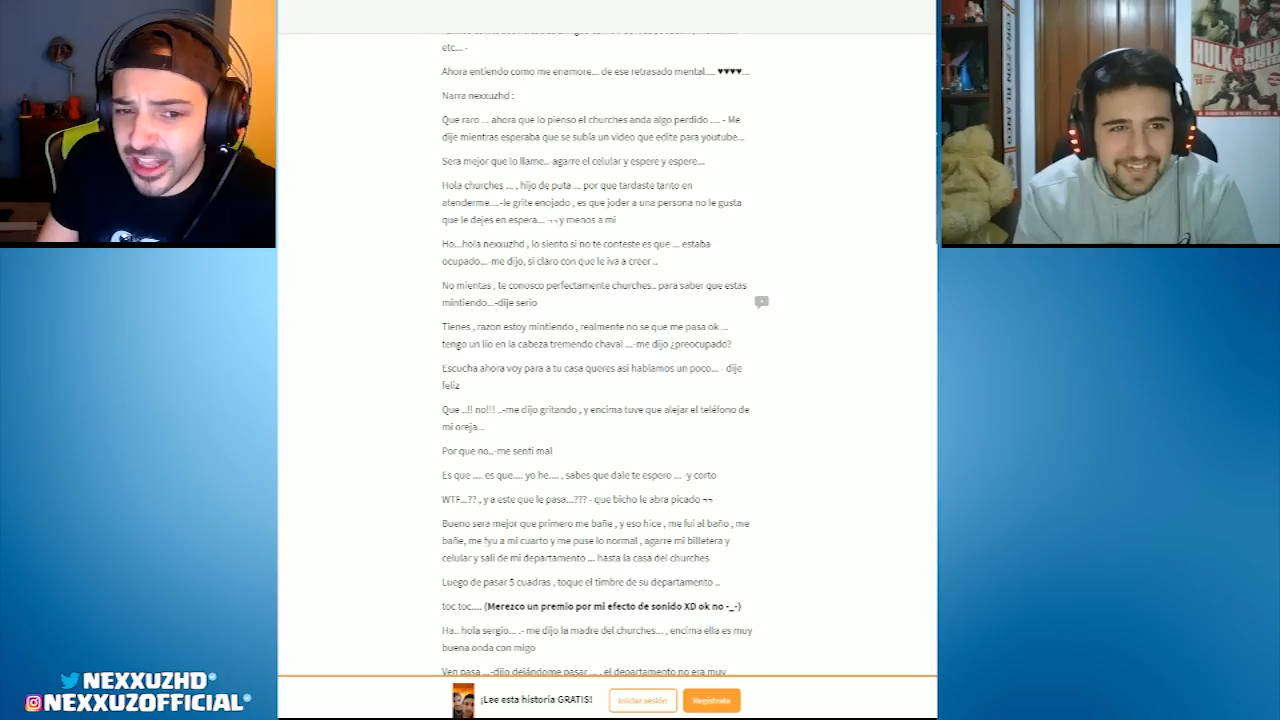 etc... -
Ahora entiendo como me enamore... de ese retrasado mental.... ♥♥♥♥...
Narra nexxuzhd :
Que raro ... ahora que lo pienso el churches anda algo perdido .... - Me
dije mientras esperaba que se subía un video que edite para youtube...
Sera mejor que lo llame.. -agarre el celular y espere y espere...
Hola churches ... , hijo de puta ... por que tardaste tanto en
atenderme....-le grite enojado , es que joder a una persona no le gusta
que le dejes en espera... ¬¬ y menos a mi
Ho...hola nexxuzhd , lo siento si no te conteste es que ... estaba
ocupado...-me dijo, si claro con que le iva a creer ..
No mientas , te conosco perfectamente churches.. para saber que estas
mintiendo...-dije serio
Tienes , razon estoy mintiendo , realmente no se que me pasa ok ...
tengo un lio en la cabeza tremendo chaval ...-me dijo ¿preocupado?
Escucha ahora voy para a tu casa queres asi hablamos un poco... - dije
feliz
Que ..!! no!!! ..-me dijo gritando , y encima tuve que alejar el teléfono de
mi oreja...
Por que no..-me senti mal
Es que .... es que.... yo he.... , sabes que dale te espero .... -y corto
WTF...?? , y a este que le pasa...??? - que bicho le abra picado ¬¬
Bueno sera mejor que primero me bañe , y eso hice , me fui al baño , me
bañe, me fyu a mi cuarto y me puse lo normal , agarre mi billetera y
celular y sali de mi departamento ... hasta la casa del churches
Luego de pasar 5 cuadras , toque el timbre de su departamento ..
toc toc.... (Merezco un premio por mi efecto de sonido XD ok no -_-)
Ha.. hola sergio... .- me dijo la madre del churches... , encima ella es muy
buena onda con migo
Ven pasa ...-dijo dejándome pasar ... , el departamento no era muy
¡Lee esta historia GRATIS!
Iniciar sesión
Regístrate
NEXXUZHD
NEXXUZOFFICIAL
CORAZON BLANCO
HULK
VS